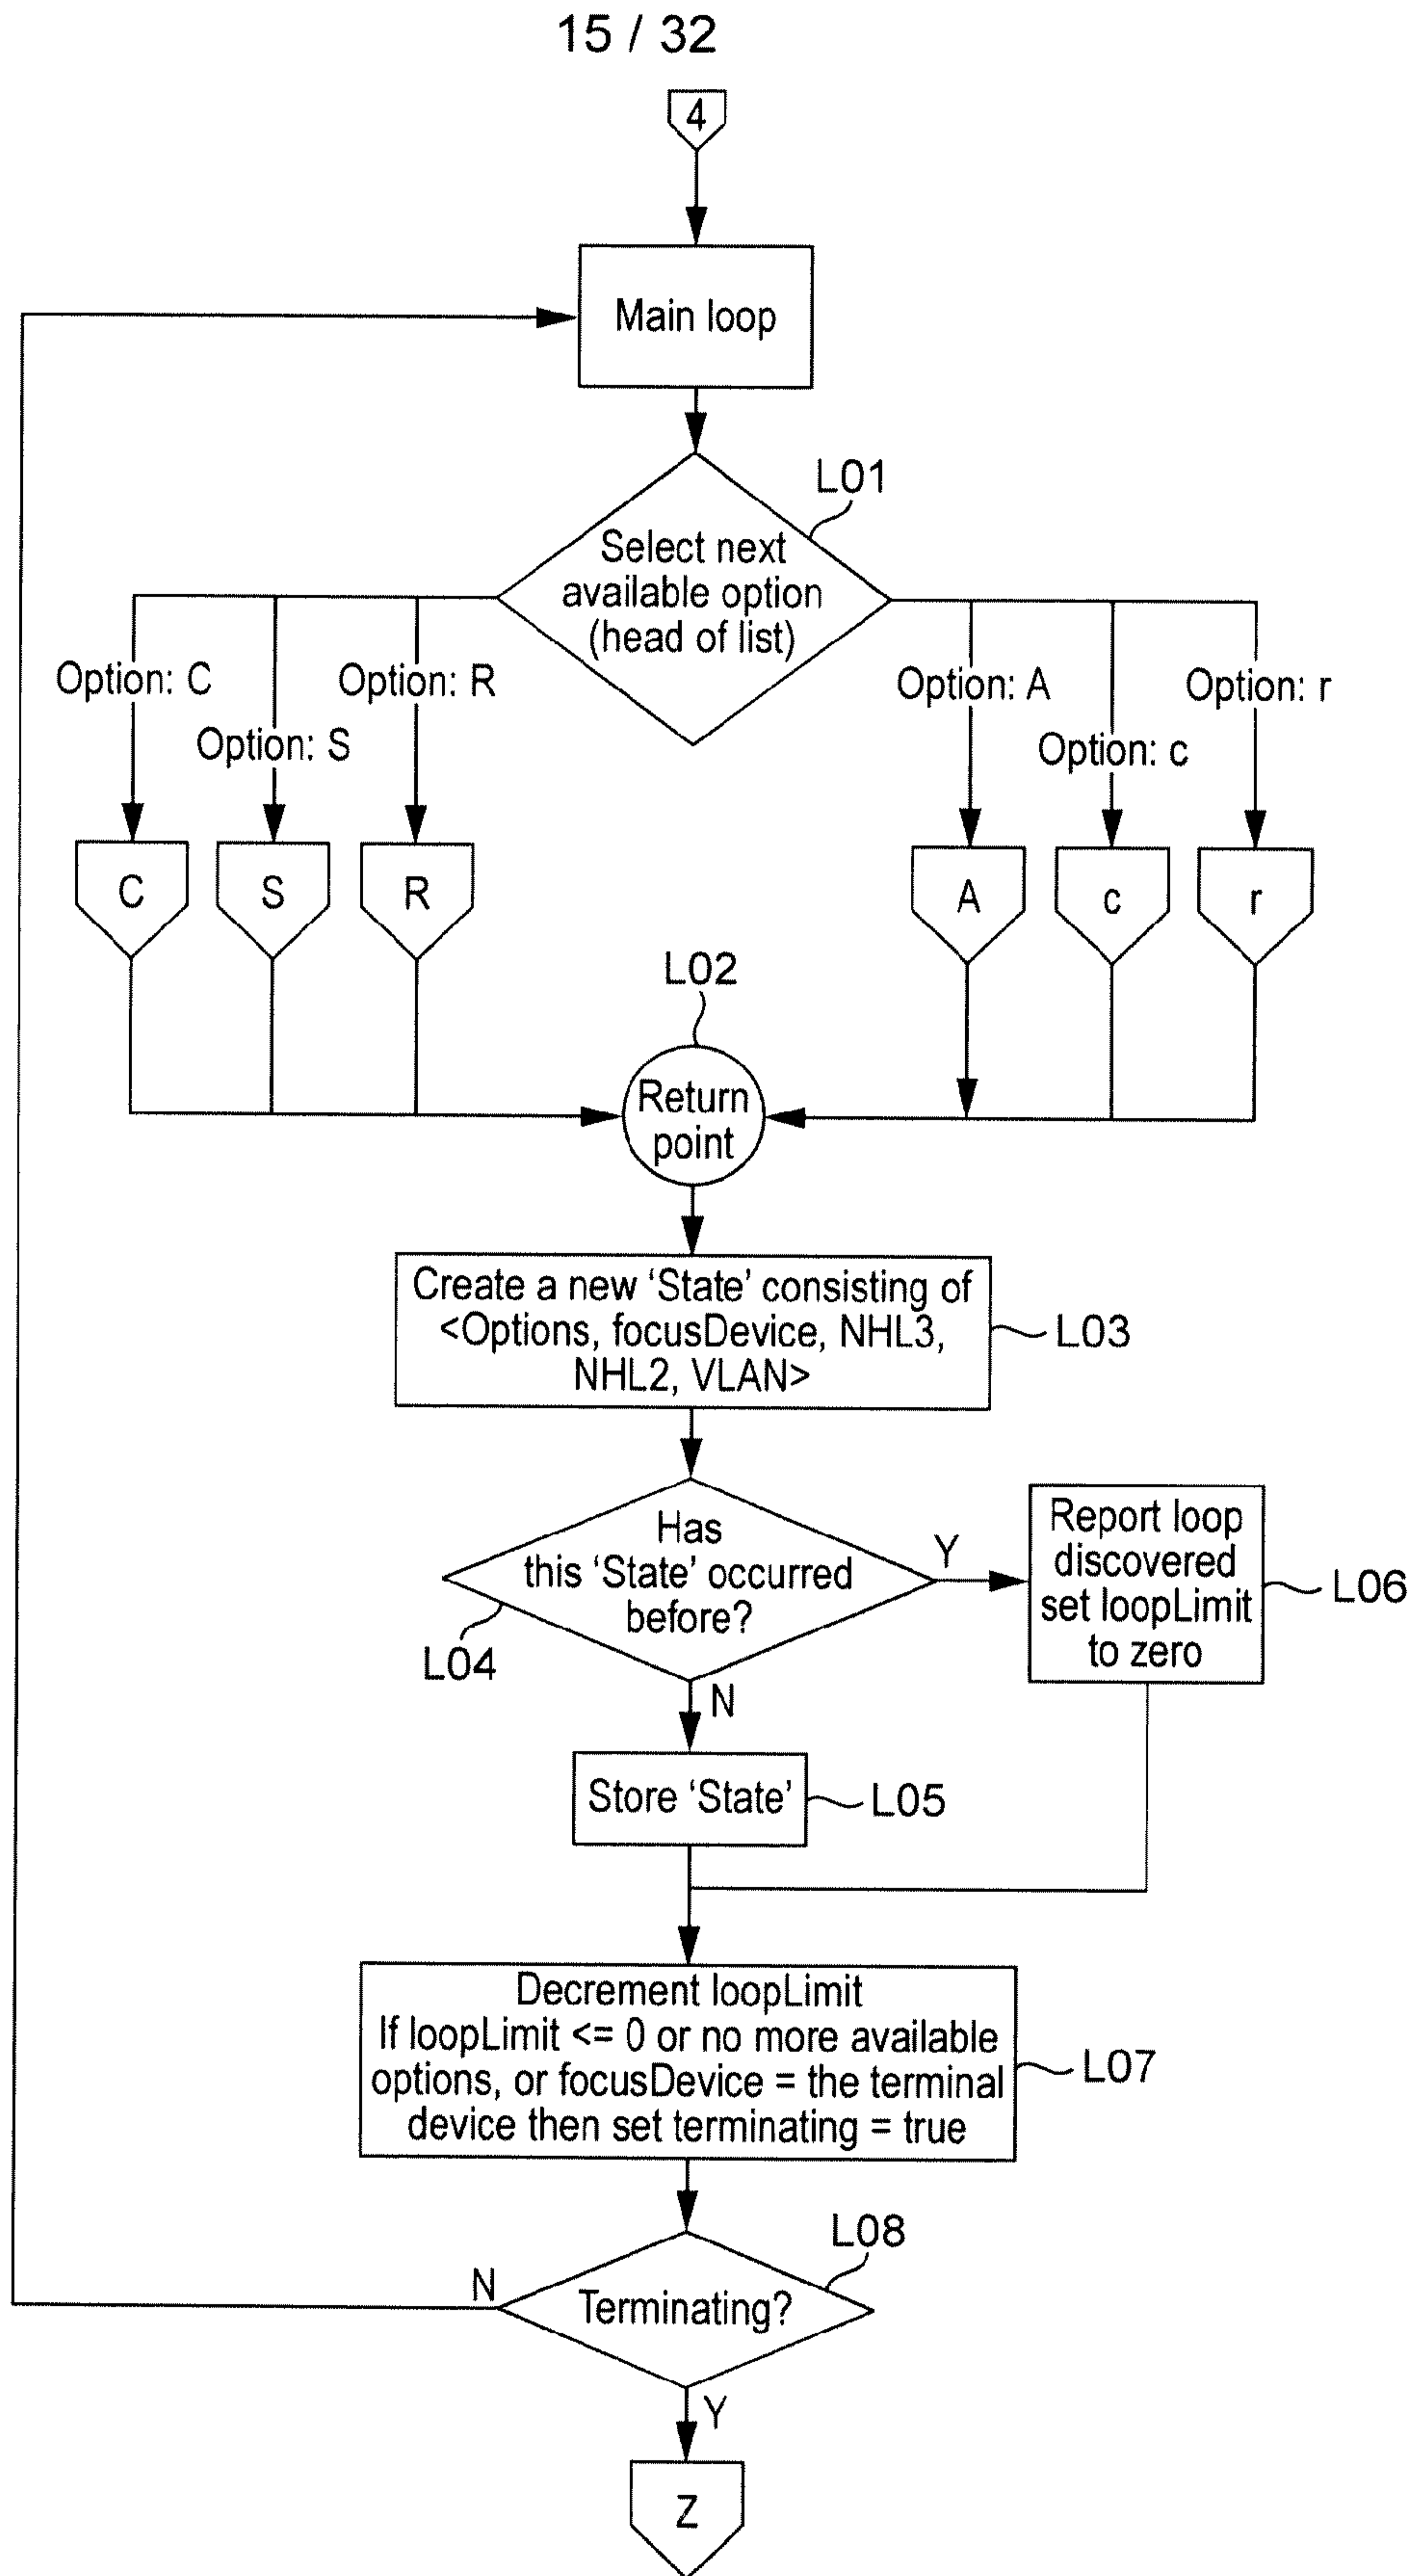 15 / 32
4
Main loop
L01
Select next
available option
(head of list)
Option: C
Option: R
Option: S
Option: A
Option: r
Option: c
C
S
R
A
c
r
L02
Return
point
Create a new ‘State’ consisting of
<Options, focusDevice, NHL3,
NHL2, VLAN>
L03
Has
this ‘State’ occurred
before?
L04
Y
Report loop
discovered
set loopLimit
to zero
L06
N
Store ‘State’
L05
Decrement loopLimit
If loopLimit <= 0 or no more available
options, or focusDevice = the terminal
device then set terminating = true
L07
L08
N
Terminating?
Y
Z